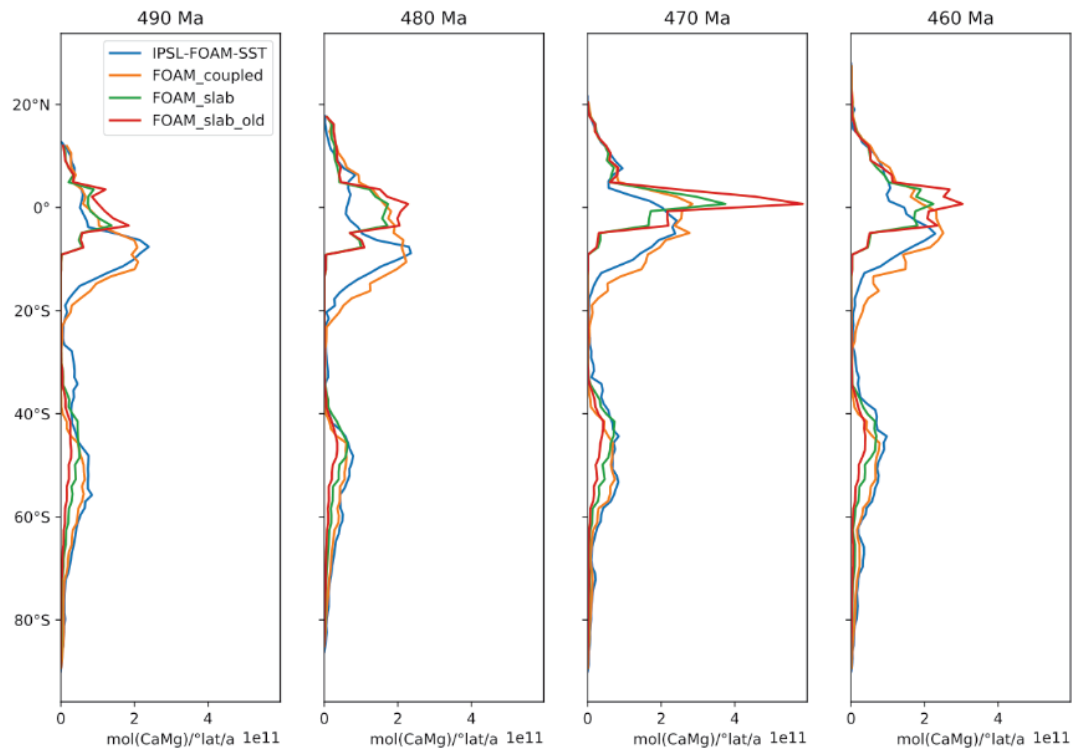 490 Ma 480 Ma 470 Ma 460 Ma
IPSL-FOAM-SST
FOAM_coupled
FOAM_slab
FOAM_slab_old
20°N
0°
20°S
40°S
60°S
80°S
0 2 4 0 2 4 0 2 4 0 2 4
mol(CaMg)/°lat/a 1e11 mol(CaMg)/°lat/a 1e11 mol(CaMg)/°lat/a 1e11 mol(CaMg)/°lat/a 1e11